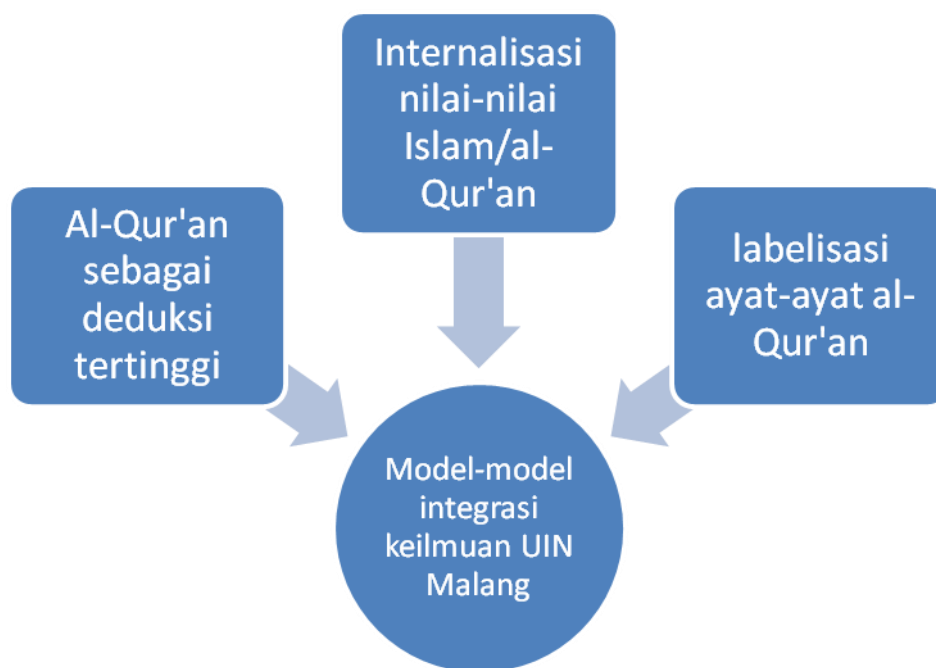 Internalisasi
nilai-nilai
Islam/al-
Qur'an
Al-Qur'an
sebagai
deduksi
tertinggi
labelisasi
ayat-ayat al-
Qur'an
Model-model
integrasi
keilmuan UIN
Malang